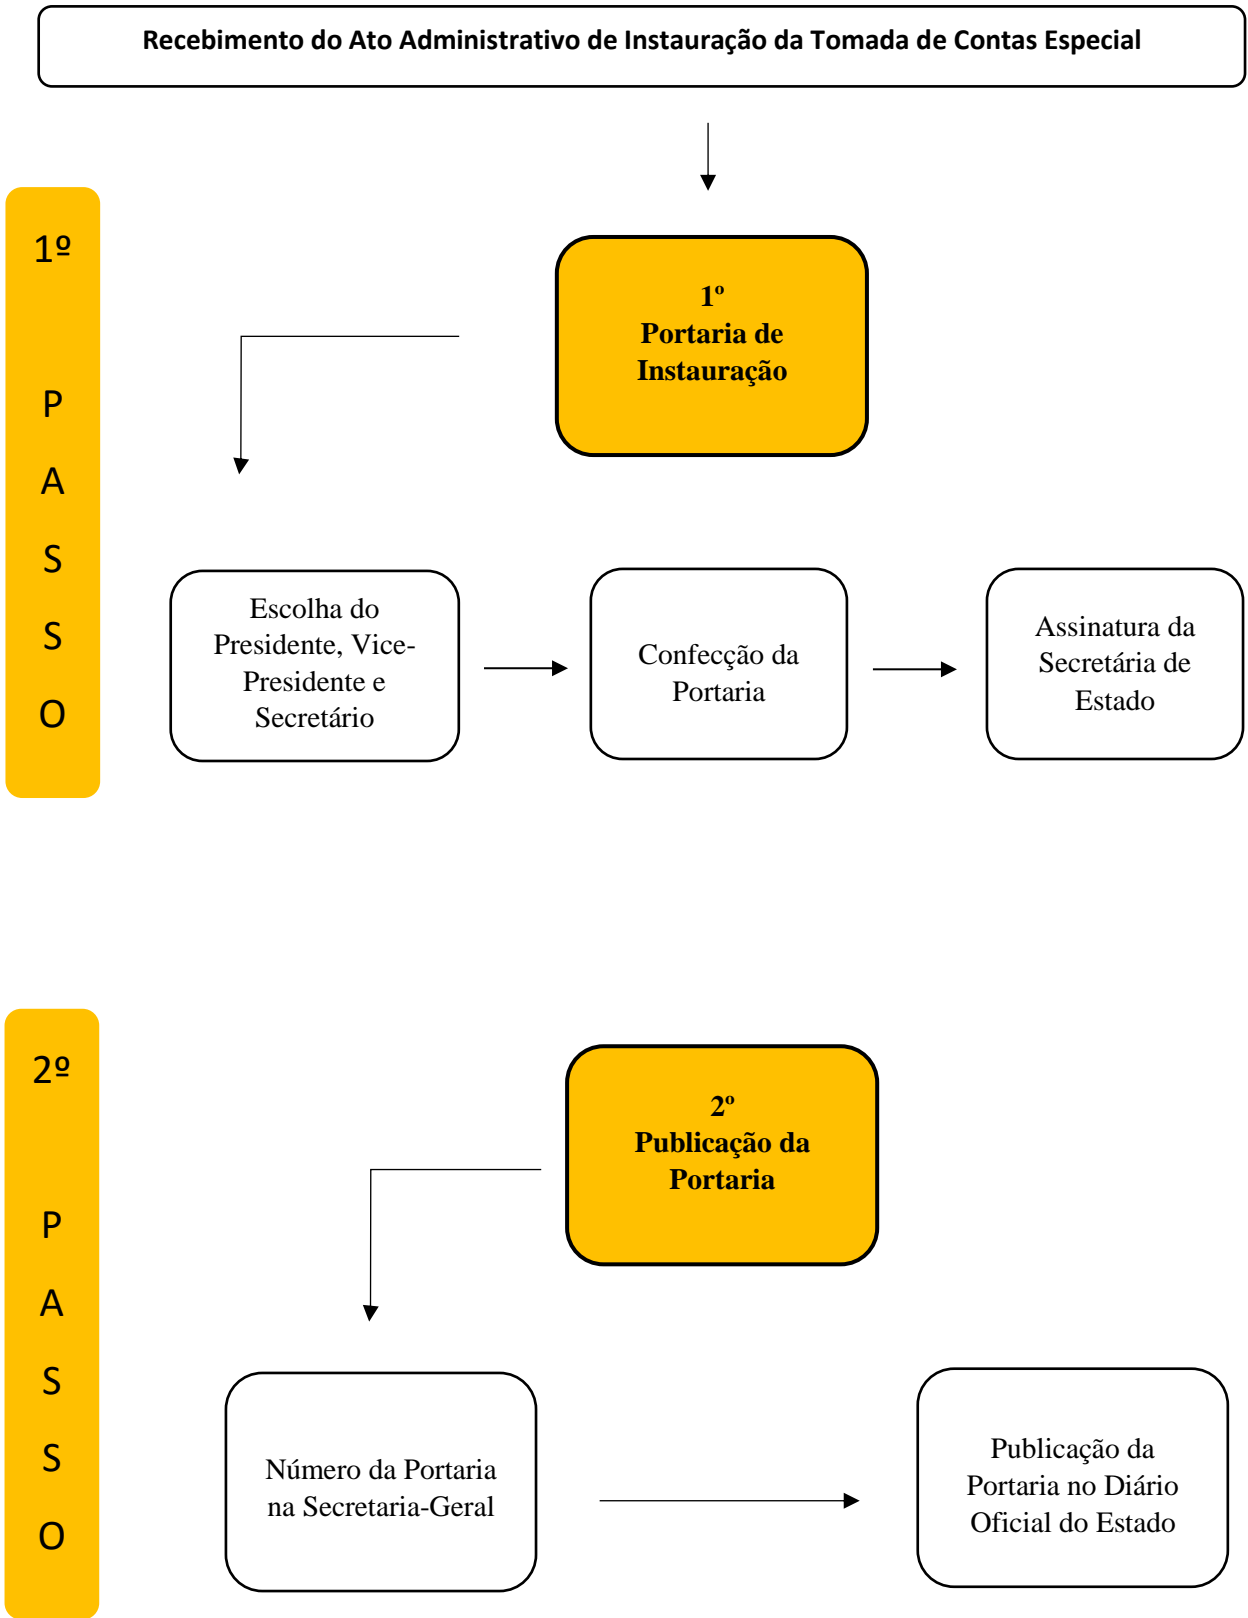 Recebimento do Ato Administrativo de Instauração da Tomada de Contas Especial
1º
P
A
S
S
O
1º
Portaria de
Instauração
Escolha do
Presidente, Vice-
Presidente e
Secretário
Confecção da
Portaria
Assinatura da
Secretária de
Estado
2º
P
A
S
S
O
2º
Publicação da
Portaria
Número da Portaria
na Secretaria-Geral
Publicação da
Portaria no Diário
Oficial do Estado